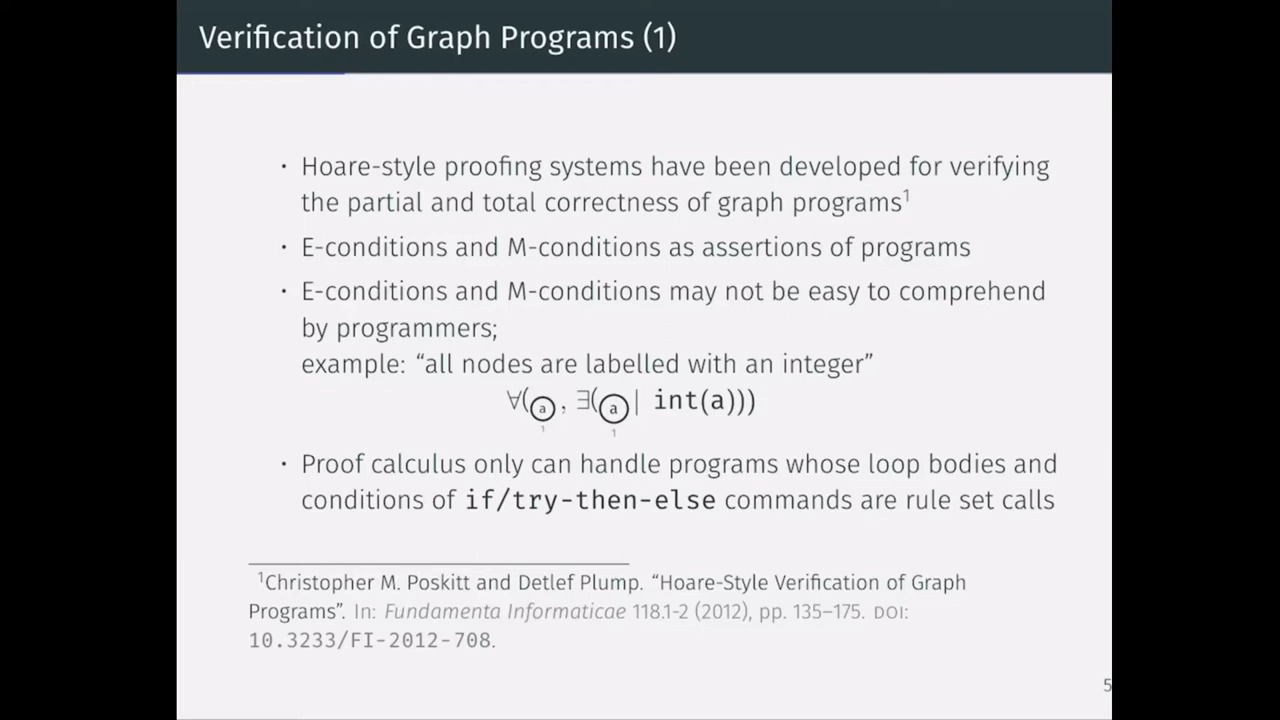 Verification of Graph Programs (1)
· Hoare-style proofing systems have been developed for verifying
the partial and total correctness of graph programs¹
· E-conditions and M-conditions as assertions of programs
· E-conditions and M-conditions may not be easy to comprehend
by programmers;
example: “all nodes are labelled with an integer”
∀(ⓐ, ∃(ⓐ| int(a)))
1 1
· Proof calculus only can handle programs whose loop bodies and
conditions of if/try-then-else commands are rule set calls
¹Christopher M. Poskitt and Detlef Plump. “Hoare-Style Verification of Graph
Programs”. In: Fundamenta Informaticae 118.1-2 (2012), pp. 135–175. DOI:
10.3233/FI-2012-708.
5